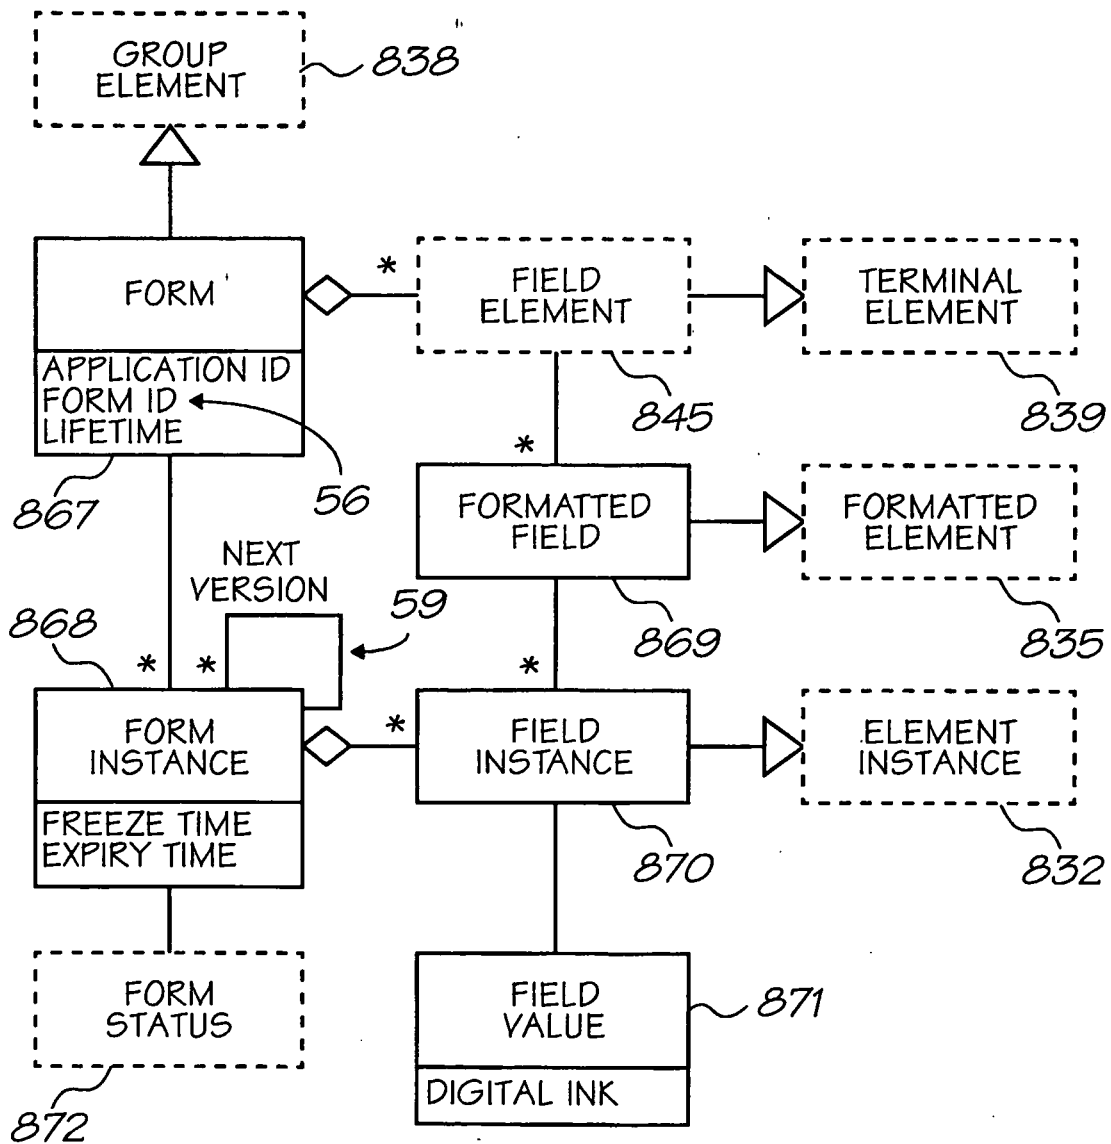 GROUP
ELEMENT
838
FORM
*
FIELD
ELEMENT
TERMINAL
ELEMENT
APPLICATION ID
FORM ID
LIFETIME
845
839
867
56
*
FORMATTED
FIELD
FORMATTED
ELEMENT
NEXT
VERSION
59
868
869
835
*
*
*
FORM
INSTANCE
*
FIELD
INSTANCE
ELEMENT
INSTANCE
FREEZE TIME
EXPIRY TIME
870
832
FORM
STATUS
FIELD
VALUE
871
872
DIGITAL INK